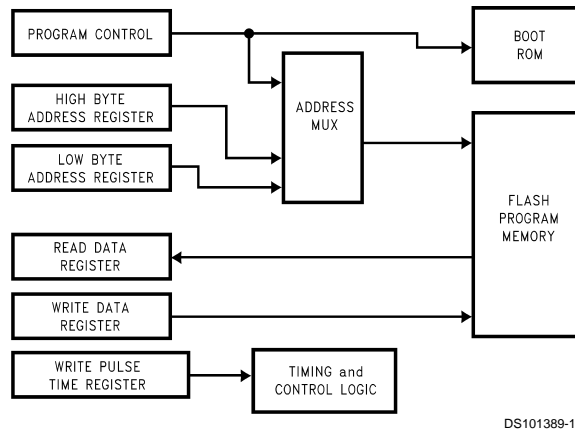 PROGRAM CONTROL
BOOT
ROM
HIGH BYTE
ADDRESS REGISTER
ADDRESS
MUX
LOW BYTE
ADDRESS REGISTER
FLASH
PROGRAM
MEMORY
READ DATA
REGISTER
WRITE DATA
REGISTER
WRITE PULSE
TIME REGISTER
TIMING and
CONTROL LOGIC
DS101389-1